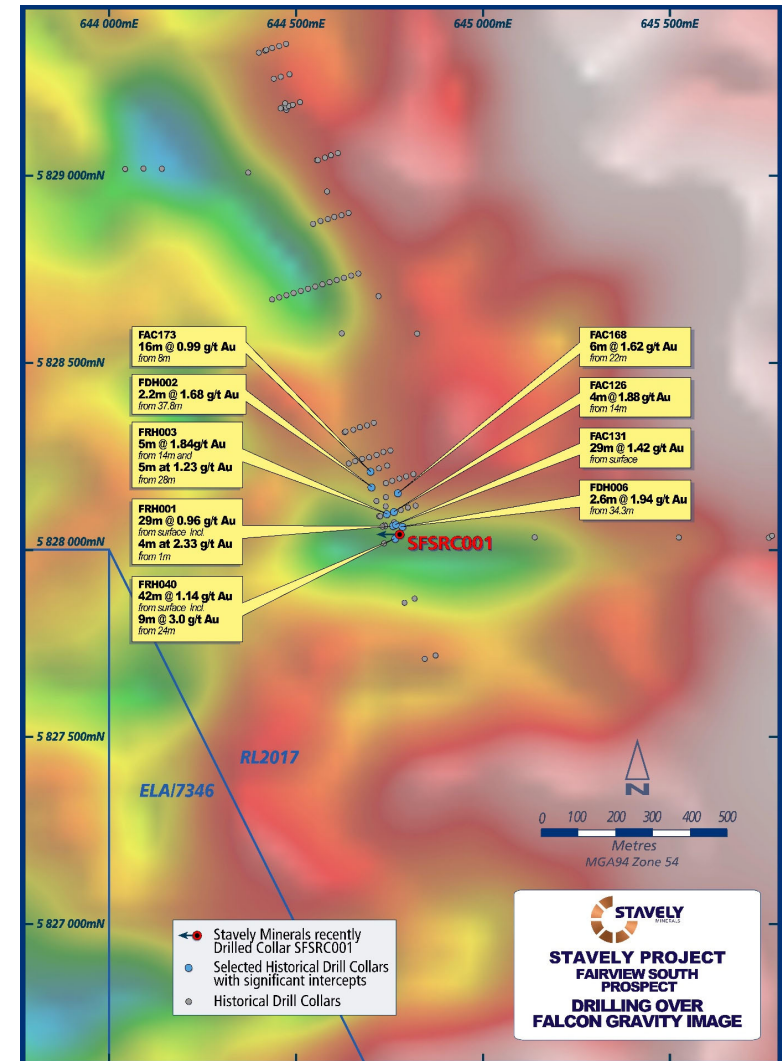 644 000mE
644 500mE
645 000mE
645 500mE
5 829 000mN
5 828 500mN
5 828 000mN
5 827 500mN
5 827 000mN
FAC173
16m @ 0.99 g/t Au
from 8m
FDH002
2.2m @ 1.68 g/t Au
from 37.8m
FRH003
5m @ 1.84g/t Au
from 14m and
5m at 1.23 g/t Au
from 28m
FRH001
29m @ 0.96 g/t Au
from surface Incl.
4m at 2.33 g/t Au
from 1m
FRH040
42m @ 1.14 g/t Au
from surface Incl.
9m @ 3.0 g/t Au
from 24m
FAC168
6m @ 1.62 g/t Au
from 22m
FAC126
4m @ 1.88 g/t Au
from 14m
FAC131
29m @ 1.42 g/t Au
from surface
FDH006
2.6m @ 1.94 g/t Au
from 34.3m
SFSRC001
RL2017
ELA/7346
N
0 100 200 300 400 500
Metres
MGA94 Zone 54
Stavely Minerals recently
Drilled Collar SFSRC001
Selected Historical Drill Collars
with significant intercepts
Historical Drill Collars
STAVELY
MINERALS
STAVELY PROJECT
FAIRVIEW SOUTH
PROSPECT
DRILLING OVER
FALCON GRAVITY IMAGE